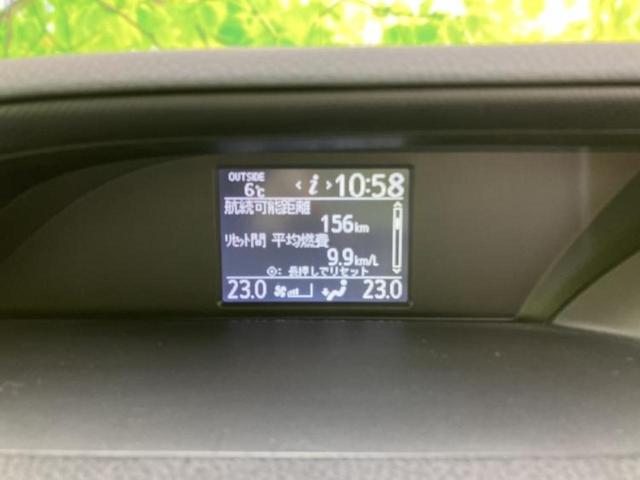 OUTSIDE
6℃ <i> 10:58
航続可能距離
156km
ﾘｾｯﾄ間 平均燃費
9.9km/L
⊙: 長押しでリセット
23.0 23.0